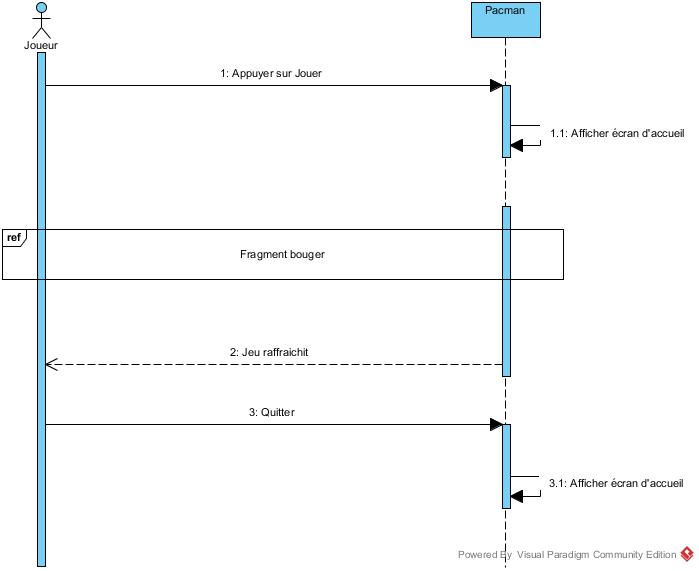 Pacman
Joueur
1: Appuyer sur Jouer
1.1: Afficher écran d'accueil
ref
Fragment bouger
2: Jeu raffraichit
3: Quitter
3.1: Afficher écran d'accueil
Powered By Visual Paradigm Community Edition